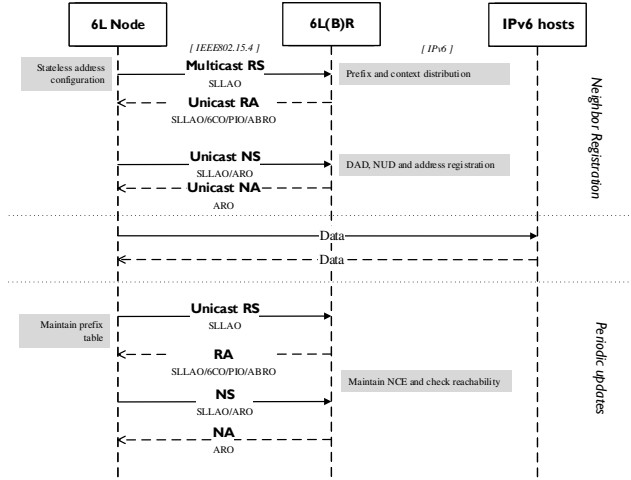 6L Node
6L(B)R
IPv6 hosts
[ IEEE802.15.4 ]
[ IPv6 ]
Stateless address
configuration
Multicast RS
SLLAO
Prefix and context distribution
Unicast RA
SLLAO/6CO/PIO/ABRO
Unicast NS
SLLAO/ARO
DAD, NUD and address registration
Unicast NA
ARO
Neighbor Registration
Data
Data
Unicast RS
SLLAO
Maintain prefix
table
RA
SLLAO/6CO/PIO/ABRO
Maintain NCE and check reachability
NS
SLLAO/ARO
NA
ARO
Periodic updates